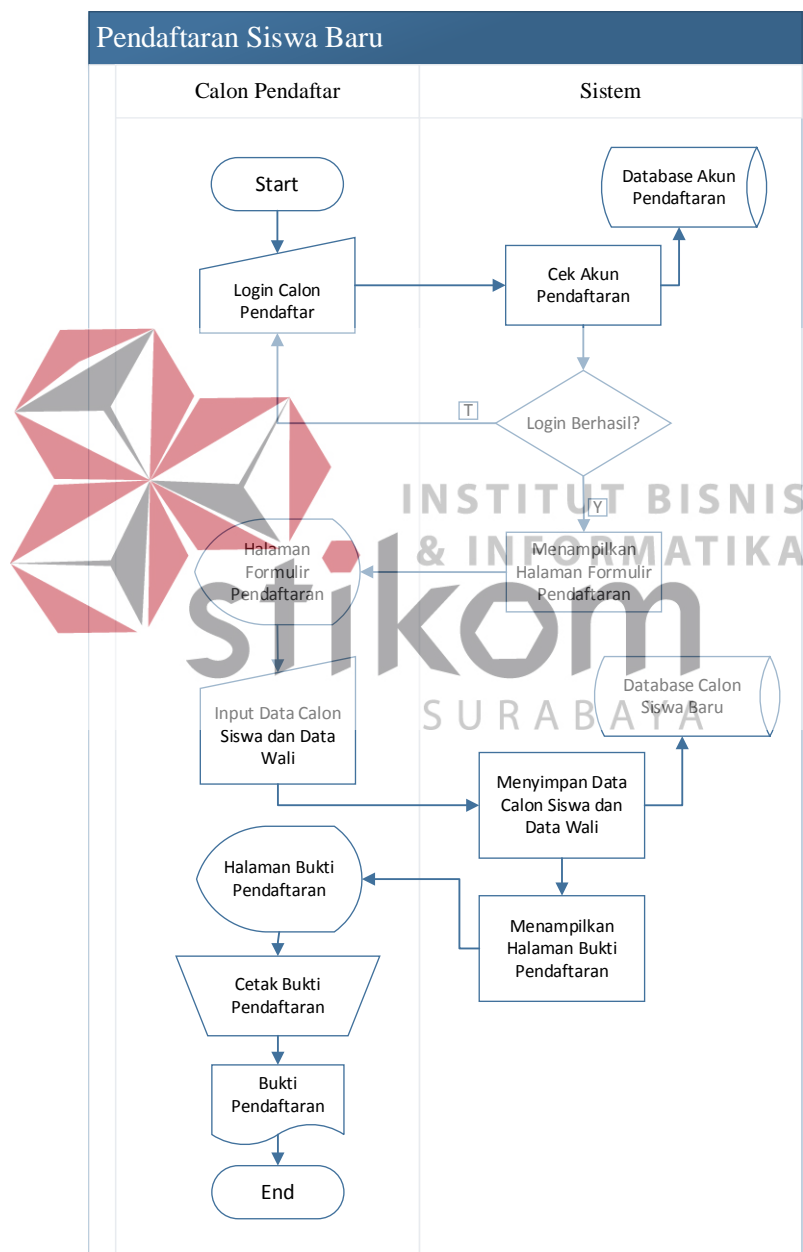 Pendaftaran Siswa Baru
Calon Pendaftar
Sistem
Start
Database Akun
Pendaftaran
Login Calon
Pendaftar
Cek Akun
Pendaftaran
T
Login Berhasil?
Y
INSTITUT BISNIS
& INFORMATIKA
Halaman
Formulir
Pendaftaran
Menampilkan
Halaman Formulir
Pendaftaran
stikom
SURABAYA
Database Calon
Siswa Baru
Input Data Calon
Siswa dan Data
Wali
Menyimpan Data
Calon Siswa dan
Data Wali
Halaman Bukti
Pendaftaran
Menampilkan
Halaman Bukti
Pendaftaran
Cetak Bukti
Pendaftaran
Bukti
Pendaftaran
End